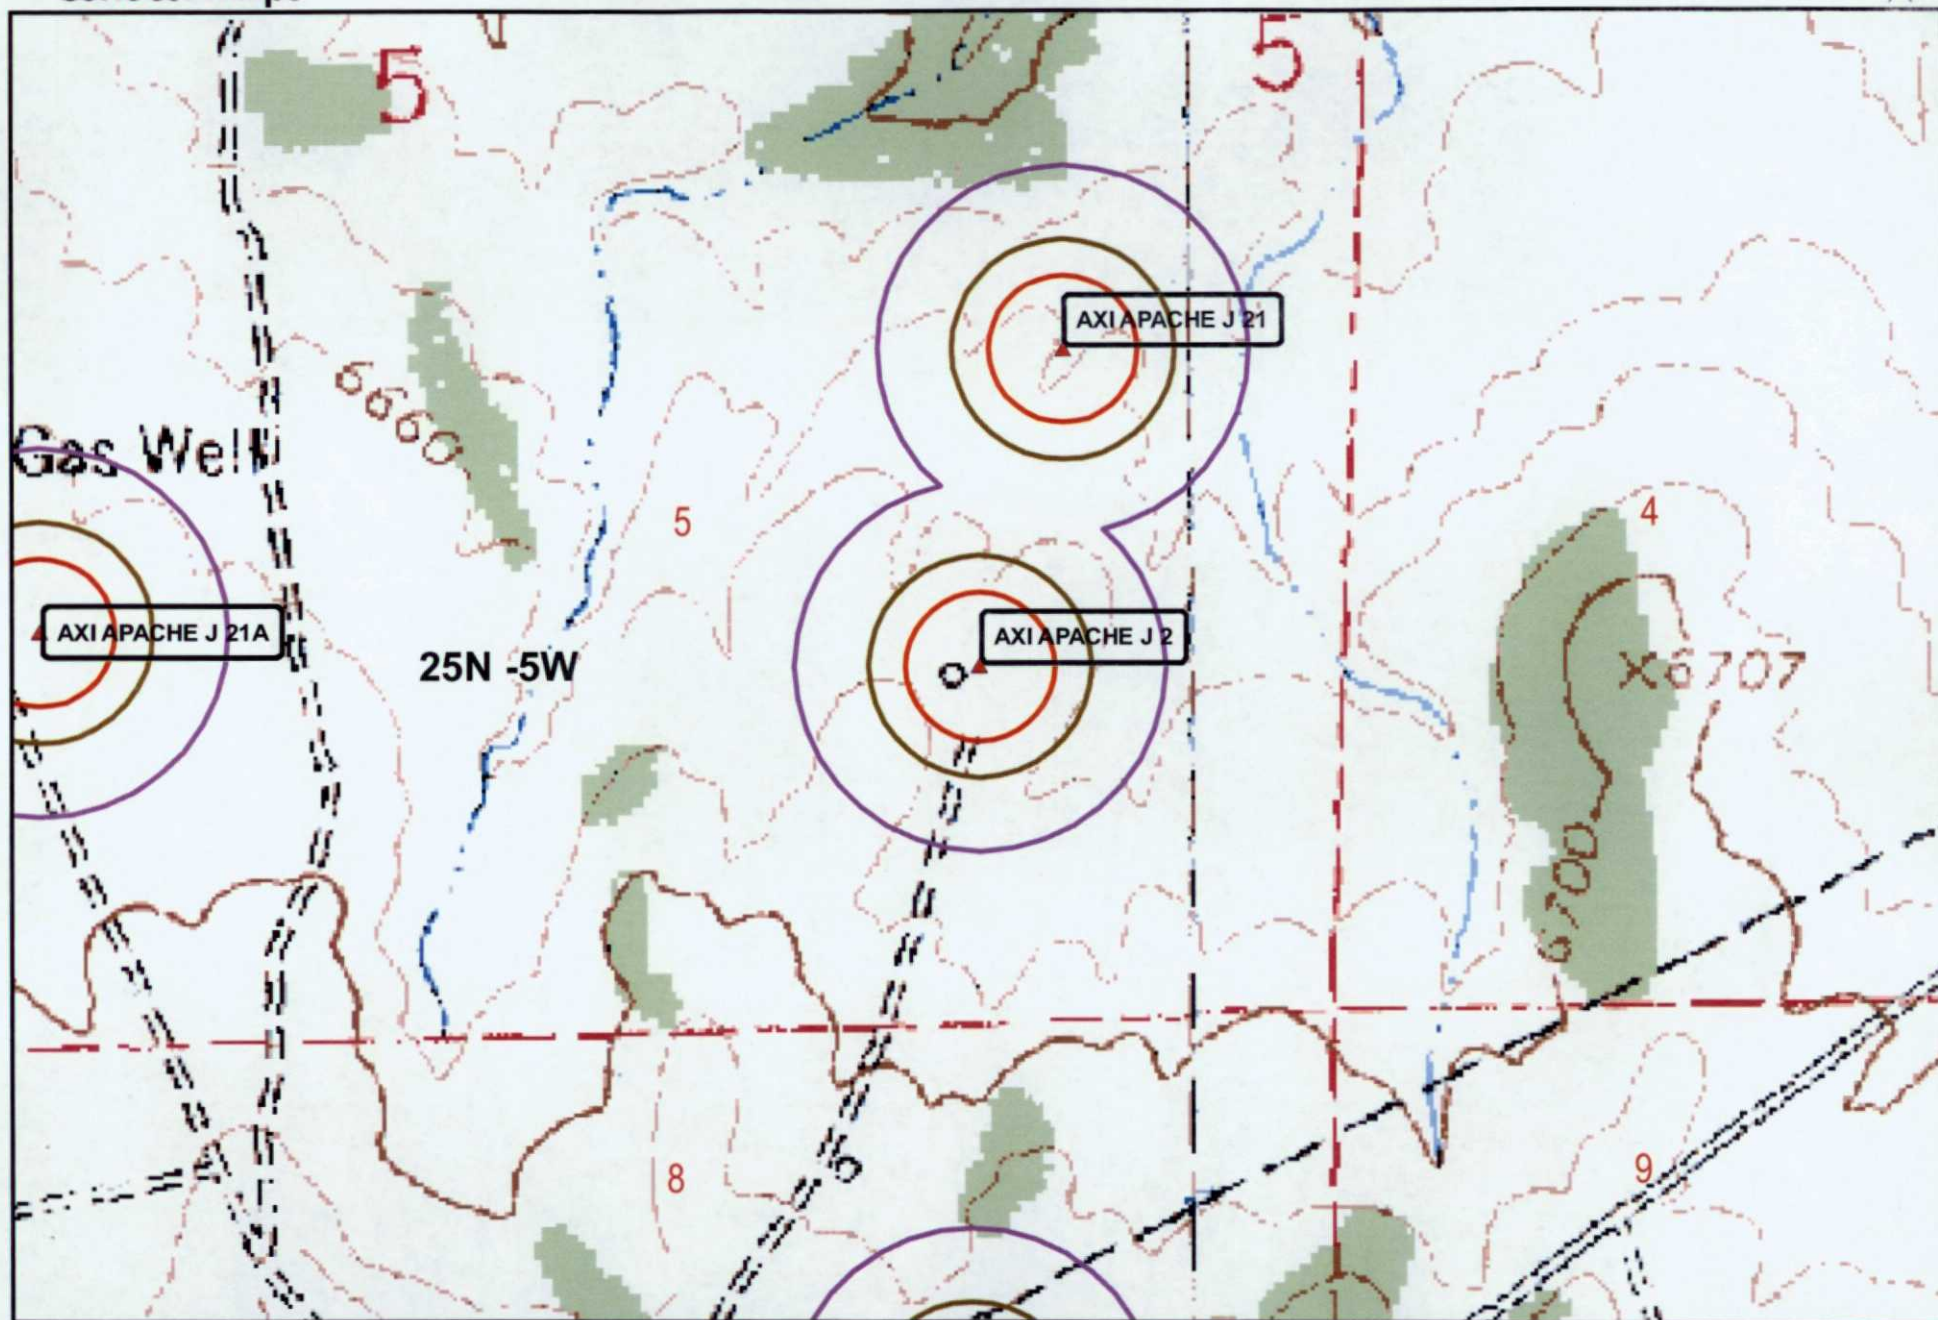 5
5
AXI APACHE J 21
6660
Gas Well
5
4
AXI APACHE J 21A
AXI APACHE J 2
25N -5W
X6707
6700
8
9